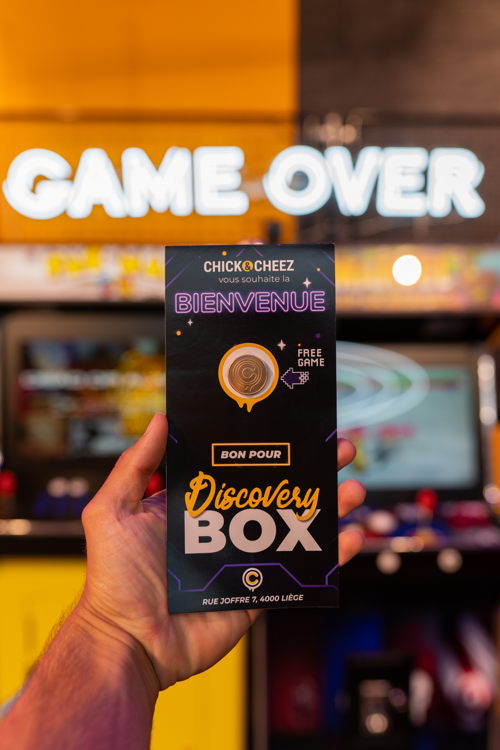 GAME OVER
CHICK&CHEEZ
vous souhaite la
BIENVENUE
FREE
GAME
BON POUR
Discovery
BOX
C
RUE JOFFRE 7, 4000 LIÈGE